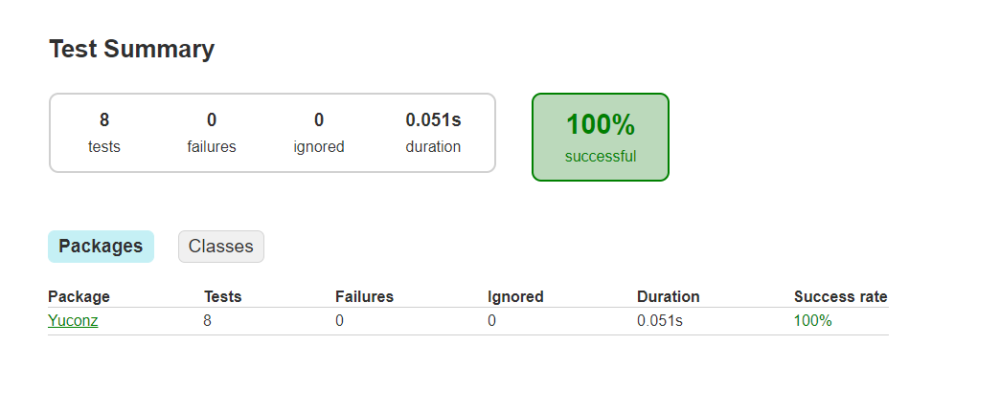 Test Summary
8 0 0 0.051s
tests failures ignored duration
100%
successful
Packages Classes
Package Tests Failures Ignored Duration Success rate
Yuconz 8 0 0 0.051s 100%